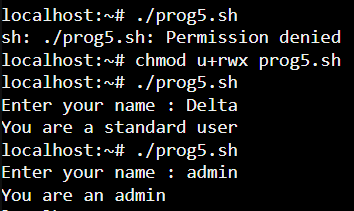 localhost:~# ./prog5.sh
sh: ./prog5.sh: Permission denied
localhost:~# chmod u+rwx prog5.sh
localhost:~# ./prog5.sh
Enter your name : Delta
You are a standard user
localhost:~# ./prog5.sh
Enter your name : admin
You are an admin